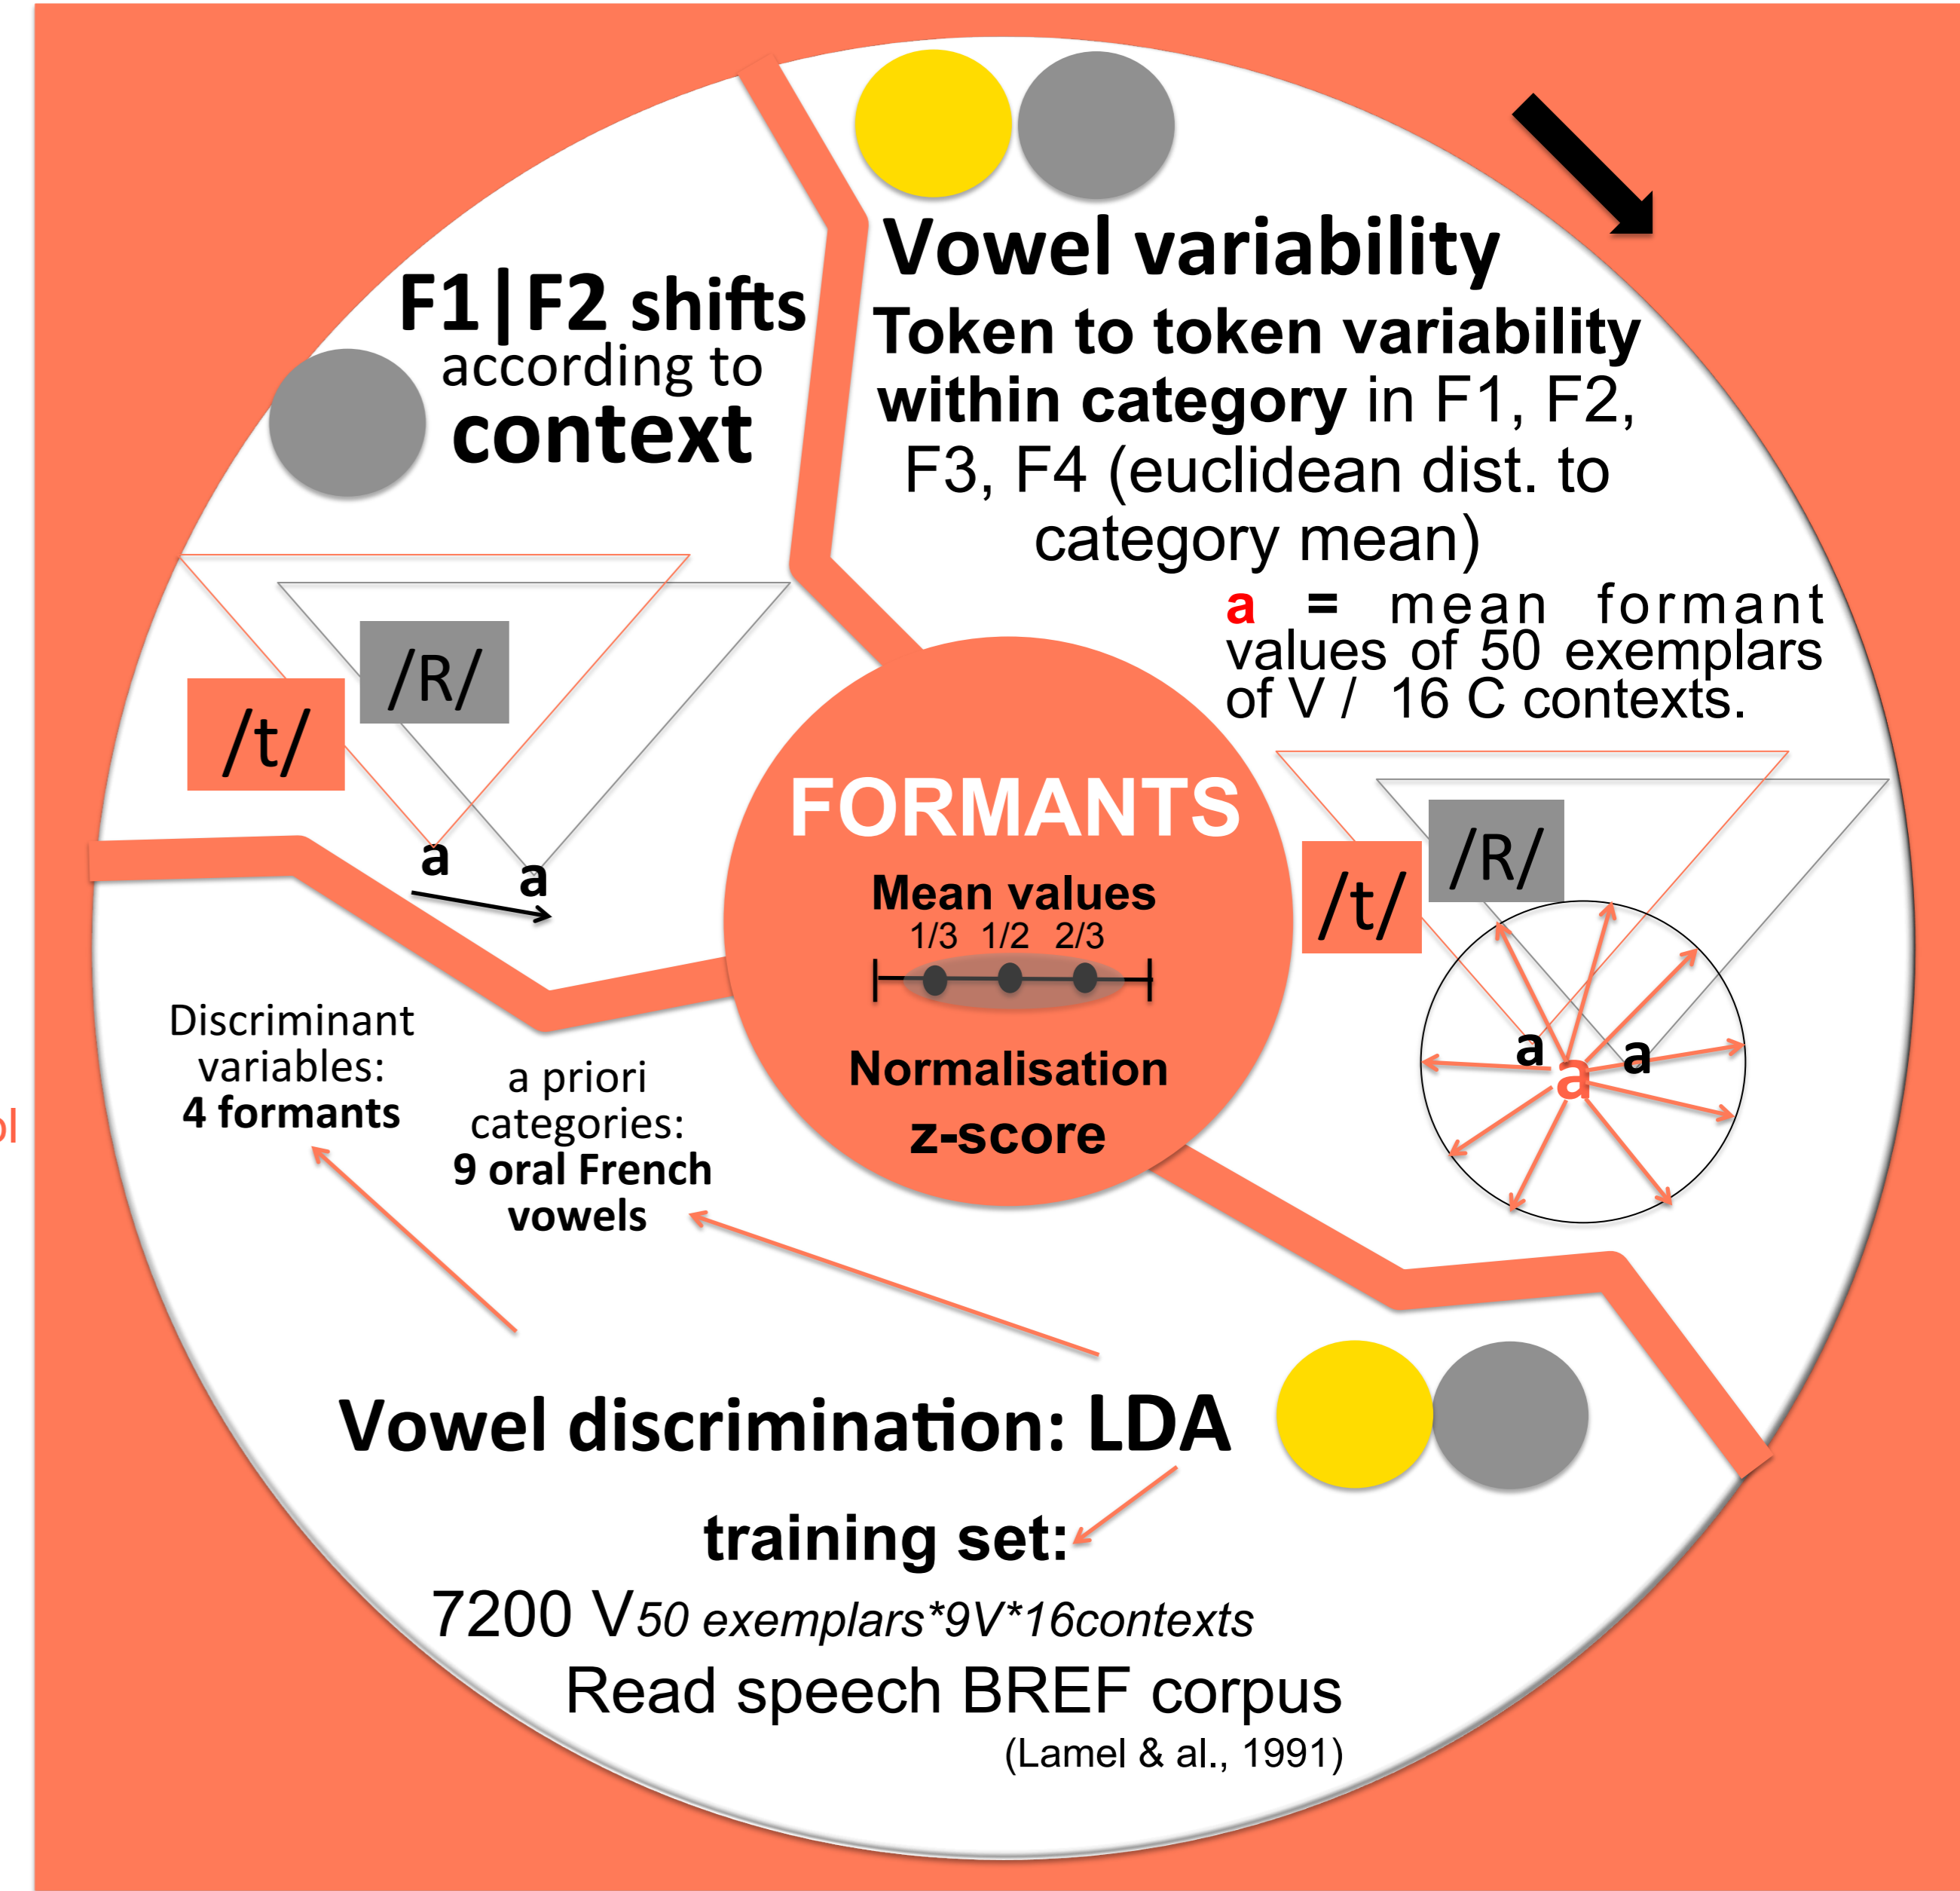 F1|F2 shifts
according to
context
/R/
/t/
a
a
Vowel variability
Token to token variability
within category in F1, F2,
F3, F4 (euclidean dist. to
category mean)
a = mean formant
values of 50 exemplars
of V / 16 C contexts.
/R/
/t/
a
a
a
FORMANTS
Mean values
1/3 1/2 2/3
Normalisation
z-score
Discriminant
variables:
4 formants
a priori
categories:
9 oral French
vowels
Vowel discrimination: LDA
training set:
7200 V50 exemplars*9V*16contexts
Read speech BREF corpus
(Lamel & al., 1991)